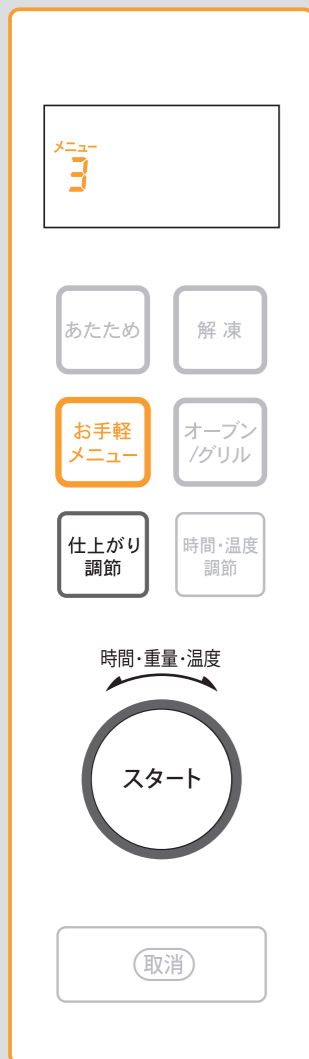 メニュー
3
あたため
解凍
お手軽
メニュー
オーブン
/グリル
仕上がり
調節
時間・温度
調節
時間・重量・温度
スタート
取消